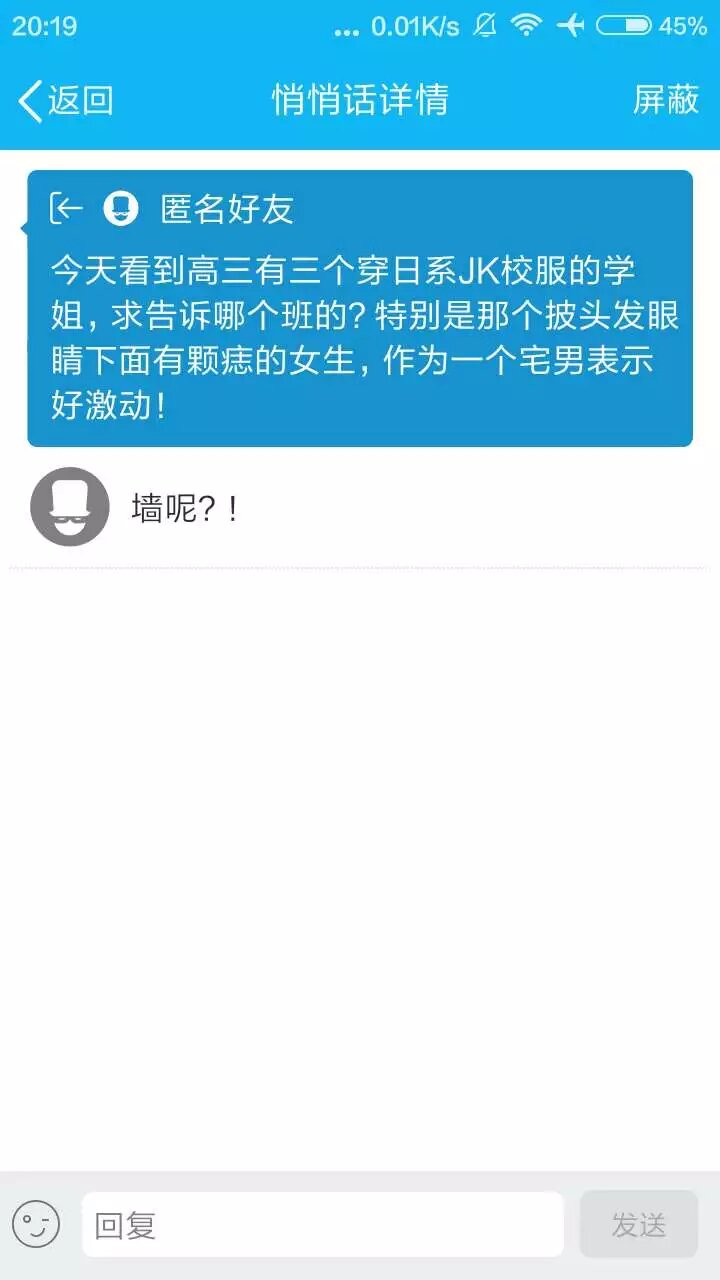 20:19 ... 0.01K/s 45%
返回 悄悄话详情 屏蔽
匿名好友
今天看到高三有三个穿日系JK校服的学
姐，求告诉哪个班的？特别是那个披头发眼
睛下面有颗痣的女生，作为一个宅男表示
好激动！
墙呢？！
回复 发送